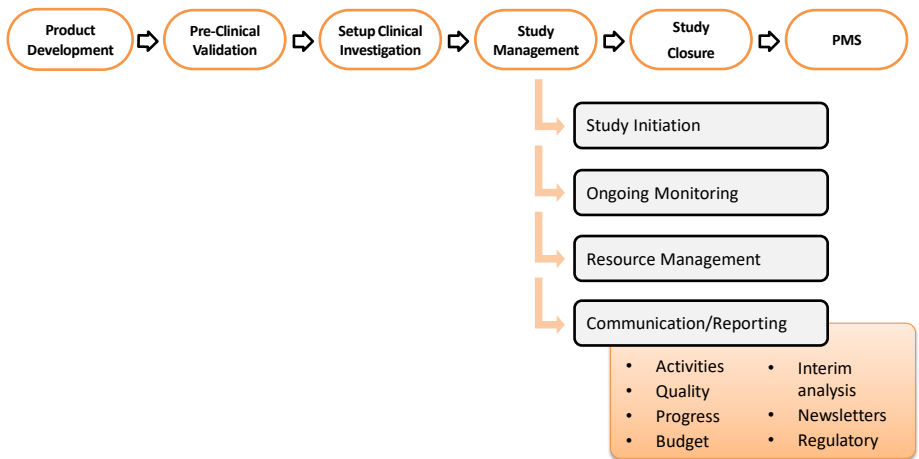 Product
Development
Pre-Clinical
Validation
Setup Clinical
Investigation
Study
Management
Study
Closure
PMS
Study Initiation
Ongoing Monitoring
Resource Management
Communication/Reporting
• Activities
• Quality
• Progress
• Budget
• Interim
analysis
• Newsletters
• Regulatory